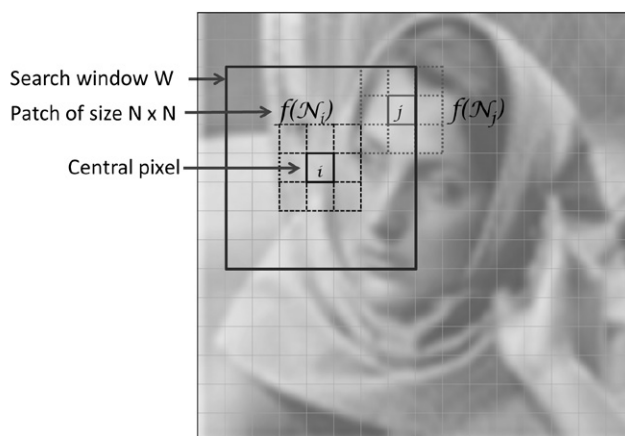 Search window W
Patch of size N x N
f(𝒩i)
j
f(𝒩j)
Central pixel
i